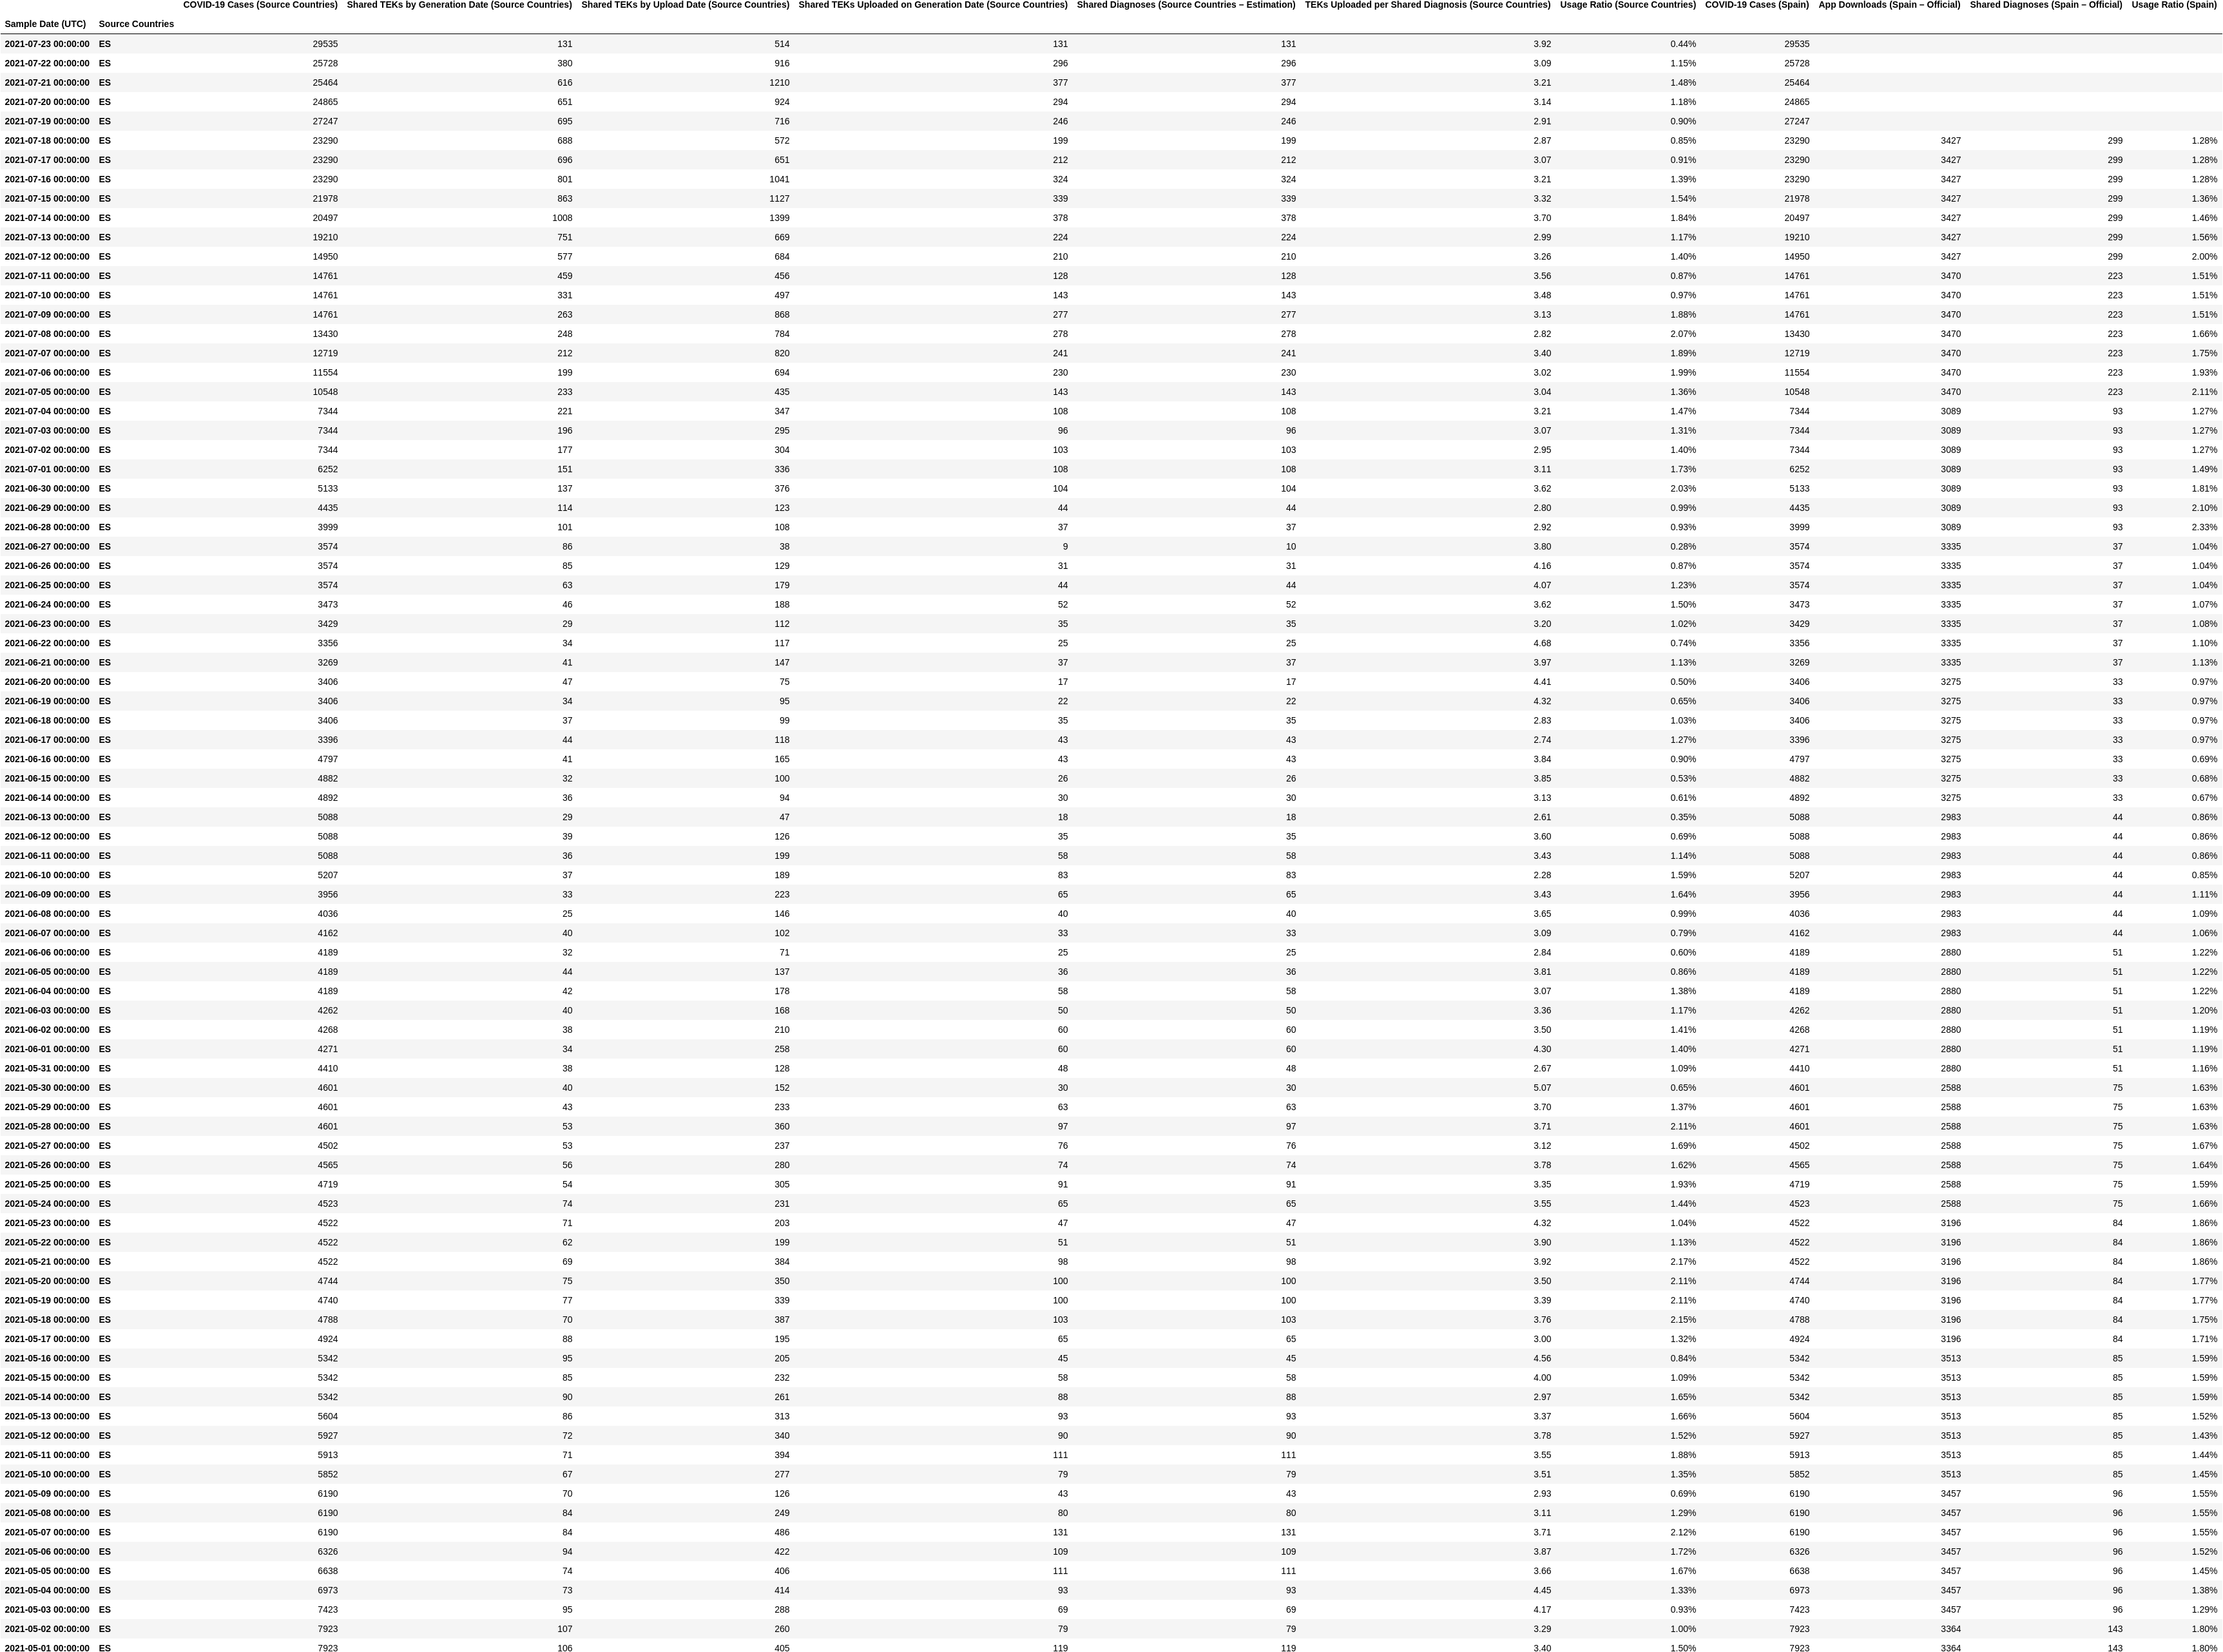 COVID-19 Cases (Source Countries) Shared TEKs by Generation Date (Source Countries) Shared TEKs by Upload Date (Source Countries) Shared TEKs Uploaded on Generation Date (Source Countries) Shared Diagnoses (Source Countries – Estimation) TEKs Uploaded per Shared Diagnosis (Source Countries) Usage Ratio (Source Countries) COVID-19 Cases (Spain) App Downloads (Spain – Official) Shared Diagnoses (Spain – Official) Usage Ratio (Spain)
Sample Date (UTC) Source Countries
2021-07-23 00:00:00 ES 29535 131 514 131 131 3.92 0.44% 29535
2021-07-22 00:00:00 ES 25728 380 916 296 296 3.09 1.15% 25728
2021-07-21 00:00:00 ES 25464 616 1210 377 377 3.21 1.48% 25464
2021-07-20 00:00:00 ES 24865 651 924 294 294 3.14 1.18% 24865
2021-07-19 00:00:00 ES 27247 695 716 246 246 2.91 0.90% 27247
2021-07-18 00:00:00 ES 23290 688 572 199 199 2.87 0.85% 23290 3427 299 1.28%
2021-07-17 00:00:00 ES 23290 696 651 212 212 3.07 0.91% 23290 3427 299 1.28%
2021-07-16 00:00:00 ES 23290 801 1041 324 324 3.21 1.39% 23290 3427 299 1.28%
2021-07-15 00:00:00 ES 21978 863 1127 339 339 3.32 1.54% 21978 3427 299 1.36%
2021-07-14 00:00:00 ES 20497 1008 1399 378 378 3.70 1.84% 20497 3427 299 1.46%
2021-07-13 00:00:00 ES 19210 751 669 224 224 2.99 1.17% 19210 3427 299 1.56%
2021-07-12 00:00:00 ES 14950 577 684 210 210 3.26 1.40% 14950 3427 299 2.00%
2021-07-11 00:00:00 ES 14761 459 456 128 128 3.56 0.87% 14761 3470 223 1.51%
2021-07-10 00:00:00 ES 14761 331 497 143 143 3.48 0.97% 14761 3470 223 1.51%
2021-07-09 00:00:00 ES 14761 263 868 277 277 3.13 1.88% 14761 3470 223 1.51%
2021-07-08 00:00:00 ES 13430 248 784 278 278 2.82 2.07% 13430 3470 223 1.66%
2021-07-07 00:00:00 ES 12719 212 820 241 241 3.40 1.89% 12719 3470 223 1.75%
2021-07-06 00:00:00 ES 11554 199 694 230 230 3.02 1.99% 11554 3470 223 1.93%
2021-07-05 00:00:00 ES 10548 233 435 143 143 3.04 1.36% 10548 3470 223 2.11%
2021-07-04 00:00:00 ES 7344 221 347 108 108 3.21 1.47% 7344 3089 93 1.27%
2021-07-03 00:00:00 ES 7344 196 295 96 96 3.07 1.31% 7344 3089 93 1.27%
2021-07-02 00:00:00 ES 7344 177 304 103 103 2.95 1.40% 7344 3089 93 1.27%
2021-07-01 00:00:00 ES 6252 151 336 108 108 3.11 1.73% 6252 3089 93 1.49%
2021-06-30 00:00:00 ES 5133 137 376 104 104 3.62 2.03% 5133 3089 93 1.81%
2021-06-29 00:00:00 ES 4435 114 123 44 44 2.80 0.99% 4435 3089 93 2.10%
2021-06-28 00:00:00 ES 3999 101 108 37 37 2.92 0.93% 3999 3089 93 2.33%
2021-06-27 00:00:00 ES 3574 86 38 9 10 3.80 0.28% 3574 3335 37 1.04%
2021-06-26 00:00:00 ES 3574 85 129 31 31 4.16 0.87% 3574 3335 37 1.04%
2021-06-25 00:00:00 ES 3574 63 179 44 44 4.07 1.23% 3574 3335 37 1.04%
2021-06-24 00:00:00 ES 3473 46 188 52 52 3.62 1.50% 3473 3335 37 1.07%
2021-06-23 00:00:00 ES 3429 29 112 35 35 3.20 1.02% 3429 3335 37 1.08%
2021-06-22 00:00:00 ES 3356 34 117 25 25 4.68 0.74% 3356 3335 37 1.10%
2021-06-21 00:00:00 ES 3269 41 147 37 37 3.97 1.13% 3269 3335 37 1.13%
2021-06-20 00:00:00 ES 3406 47 75 17 17 4.41 0.50% 3406 3275 33 0.97%
2021-06-19 00:00:00 ES 3406 34 95 22 22 4.32 0.65% 3406 3275 33 0.97%
2021-06-18 00:00:00 ES 3406 37 99 35 35 2.83 1.03% 3406 3275 33 0.97%
2021-06-17 00:00:00 ES 3396 44 118 43 43 2.74 1.27% 3396 3275 33 0.97%
2021-06-16 00:00:00 ES 4797 41 165 43 43 3.84 0.90% 4797 3275 33 0.69%
2021-06-15 00:00:00 ES 4882 32 100 26 26 3.85 0.53% 4882 3275 33 0.68%
2021-06-14 00:00:00 ES 4892 36 94 30 30 3.13 0.61% 4892 3275 33 0.67%
2021-06-13 00:00:00 ES 5088 29 47 18 18 2.61 0.35% 5088 2983 44 0.86%
2021-06-12 00:00:00 ES 5088 39 126 35 35 3.60 0.69% 5088 2983 44 0.86%
2021-06-11 00:00:00 ES 5088 36 199 58 58 3.43 1.14% 5088 2983 44 0.86%
2021-06-10 00:00:00 ES 5207 37 189 83 83 2.28 1.59% 5207 2983 44 0.85%
2021-06-09 00:00:00 ES 3956 33 223 65 65 3.43 1.64% 3956 2983 44 1.11%
2021-06-08 00:00:00 ES 4036 25 146 40 40 3.65 0.99% 4036 2983 44 1.09%
2021-06-07 00:00:00 ES 4162 40 102 33 33 3.09 0.79% 4162 2983 44 1.06%
2021-06-06 00:00:00 ES 4189 32 71 25 25 2.84 0.60% 4189 2880 51 1.22%
2021-06-05 00:00:00 ES 4189 44 137 36 36 3.81 0.86% 4189 2880 51 1.22%
2021-06-04 00:00:00 ES 4189 42 178 58 58 3.07 1.38% 4189 2880 51 1.22%
2021-06-03 00:00:00 ES 4262 40 168 50 50 3.36 1.17% 4262 2880 51 1.20%
2021-06-02 00:00:00 ES 4268 38 210 60 60 3.50 1.41% 4268 2880 51 1.19%
2021-06-01 00:00:00 ES 4271 34 258 60 60 4.30 1.40% 4271 2880 51 1.19%
2021-05-31 00:00:00 ES 4410 38 128 48 48 2.67 1.09% 4410 2880 51 1.16%
2021-05-30 00:00:00 ES 4601 40 152 30 30 5.07 0.65% 4601 2588 75 1.63%
2021-05-29 00:00:00 ES 4601 43 233 63 63 3.70 1.37% 4601 2588 75 1.63%
2021-05-28 00:00:00 ES 4601 53 360 97 97 3.71 2.11% 4601 2588 75 1.63%
2021-05-27 00:00:00 ES 4502 53 237 76 76 3.12 1.69% 4502 2588 75 1.67%
2021-05-26 00:00:00 ES 4565 56 280 74 74 3.78 1.62% 4565 2588 75 1.64%
2021-05-25 00:00:00 ES 4719 54 305 91 91 3.35 1.93% 4719 2588 75 1.59%
2021-05-24 00:00:00 ES 4523 74 231 65 65 3.55 1.44% 4523 2588 75 1.66%
2021-05-23 00:00:00 ES 4522 71 203 47 47 4.32 1.04% 4522 3196 84 1.86%
2021-05-22 00:00:00 ES 4522 62 199 51 51 3.90 1.13% 4522 3196 84 1.86%
2021-05-21 00:00:00 ES 4522 69 384 98 98 3.92 2.17% 4522 3196 84 1.86%
2021-05-20 00:00:00 ES 4744 75 350 100 100 3.50 2.11% 4744 3196 84 1.77%
2021-05-19 00:00:00 ES 4740 77 339 100 100 3.39 2.11% 4740 3196 84 1.77%
2021-05-18 00:00:00 ES 4788 70 387 103 103 3.76 2.15% 4788 3196 84 1.75%
2021-05-17 00:00:00 ES 4924 88 195 65 65 3.00 1.32% 4924 3196 84 1.71%
2021-05-16 00:00:00 ES 5342 95 205 45 45 4.56 0.84% 5342 3513 85 1.59%
2021-05-15 00:00:00 ES 5342 85 232 58 58 4.00 1.09% 5342 3513 85 1.59%
2021-05-14 00:00:00 ES 5342 90 261 88 88 2.97 1.65% 5342 3513 85 1.59%
2021-05-13 00:00:00 ES 5604 86 313 93 93 3.37 1.66% 5604 3513 85 1.52%
2021-05-12 00:00:00 ES 5927 72 340 90 90 3.78 1.52% 5927 3513 85 1.43%
2021-05-11 00:00:00 ES 5913 71 394 111 111 3.55 1.88% 5913 3513 85 1.44%
2021-05-10 00:00:00 ES 5852 67 277 79 79 3.51 1.35% 5852 3513 85 1.45%
2021-05-09 00:00:00 ES 6190 70 126 43 43 2.93 0.69% 6190 3457 96 1.55%
2021-05-08 00:00:00 ES 6190 84 249 80 80 3.11 1.29% 6190 3457 96 1.55%
2021-05-07 00:00:00 ES 6190 84 486 131 131 3.71 2.12% 6190 3457 96 1.55%
2021-05-06 00:00:00 ES 6326 94 422 109 109 3.87 1.72% 6326 3457 96 1.52%
2021-05-05 00:00:00 ES 6638 74 406 111 111 3.66 1.67% 6638 3457 96 1.45%
2021-05-04 00:00:00 ES 6973 73 414 93 93 4.45 1.33% 6973 3457 96 1.38%
2021-05-03 00:00:00 ES 7423 95 288 69 69 4.17 0.93% 7423 3457 96 1.29%
2021-05-02 00:00:00 ES 7923 107 260 79 79 3.29 1.00% 7923 3364 143 1.80%
2021-05-01 00:00:00 ES 7923 106 405 119 119 3.40 1.50% 7923 3364 143 1.80%